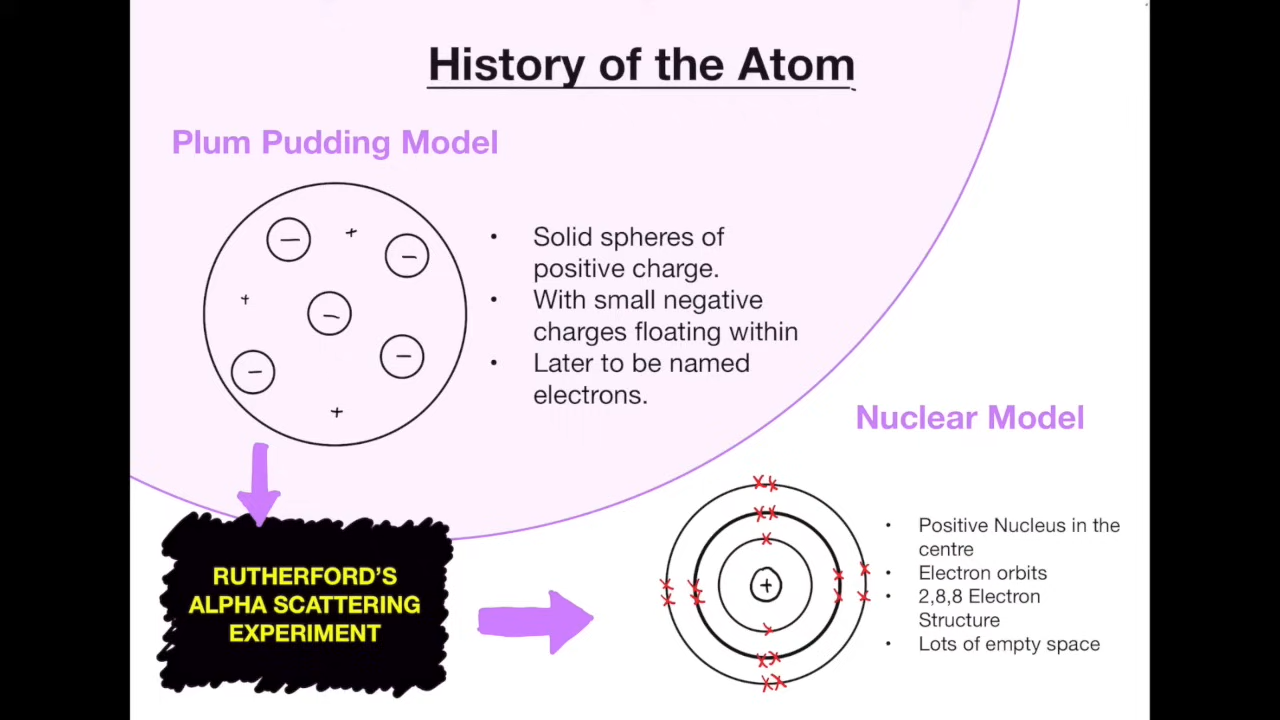 History of the Atom
Plum Pudding Model
− + −
+ −
− −
+
• Solid spheres of
positive charge.
• With small negative
charges floating within
• Later to be named
electrons.
RUTHERFORD'S
ALPHA SCATTERING
EXPERIMENT
Nuclear Model
+
• Positive Nucleus in the
centre
• Electron orbits
• 2,8,8 Electron
Structure
• Lots of empty space